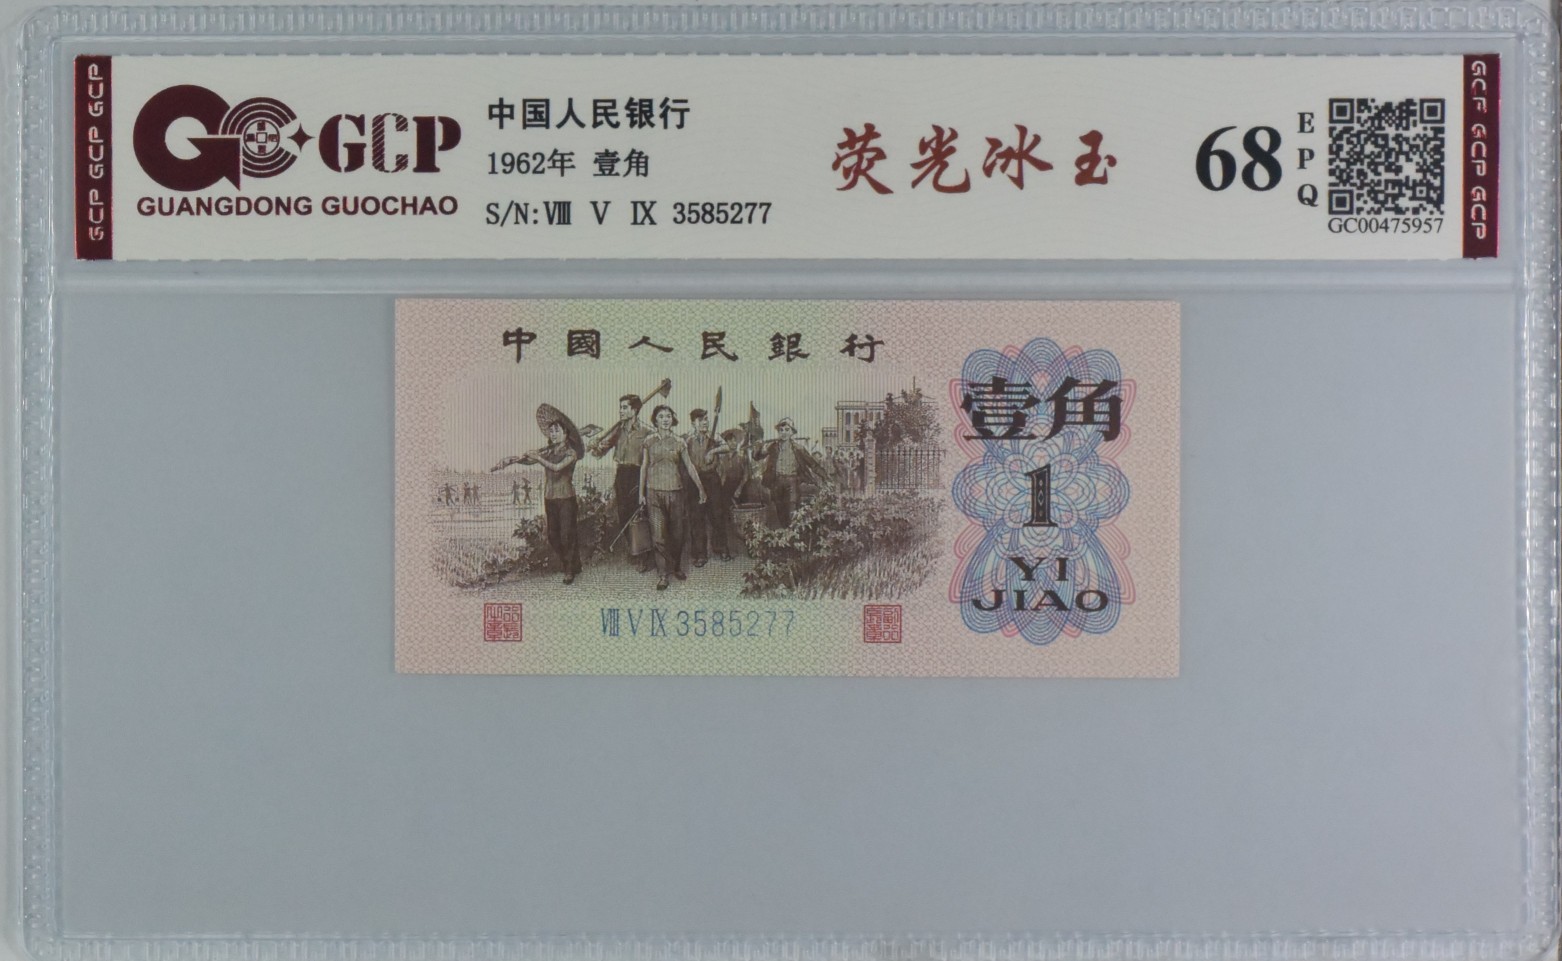 GCP GCP GCP
GCP
GUANGDONG GUOCHAO
中国人民银行
1962年 壹角
S/N:Ⅷ Ⅴ Ⅸ 3585277
荧光冰玉
68
EPQ
GC00475957
GCP GCP GCP
中國人民銀行
壹角
1
YI
JIAO
ⅧⅤⅨ3585277